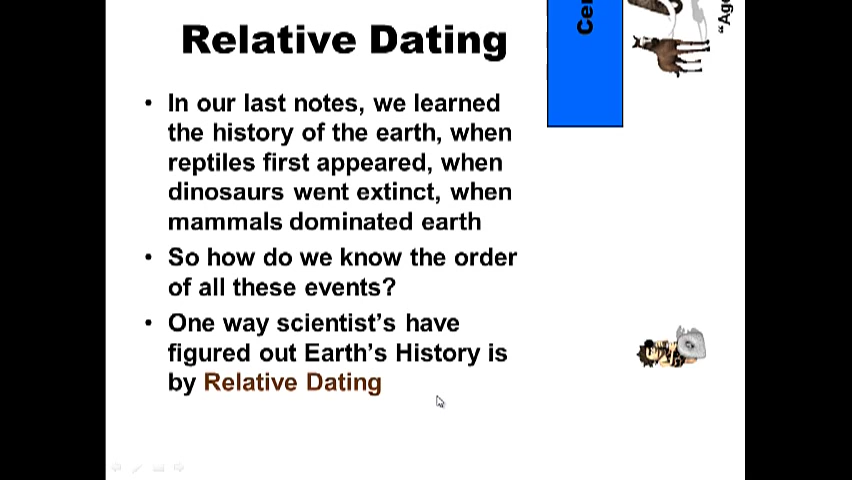 Relative Dating
• In our last notes, we learned
the history of the earth, when
reptiles first appeared, when
dinosaurs went extinct, when
mammals dominated earth
• So how do we know the order
of all these events?
• One way scientist’s have
figured out Earth’s History is
by Relative Dating
Cen
“Age